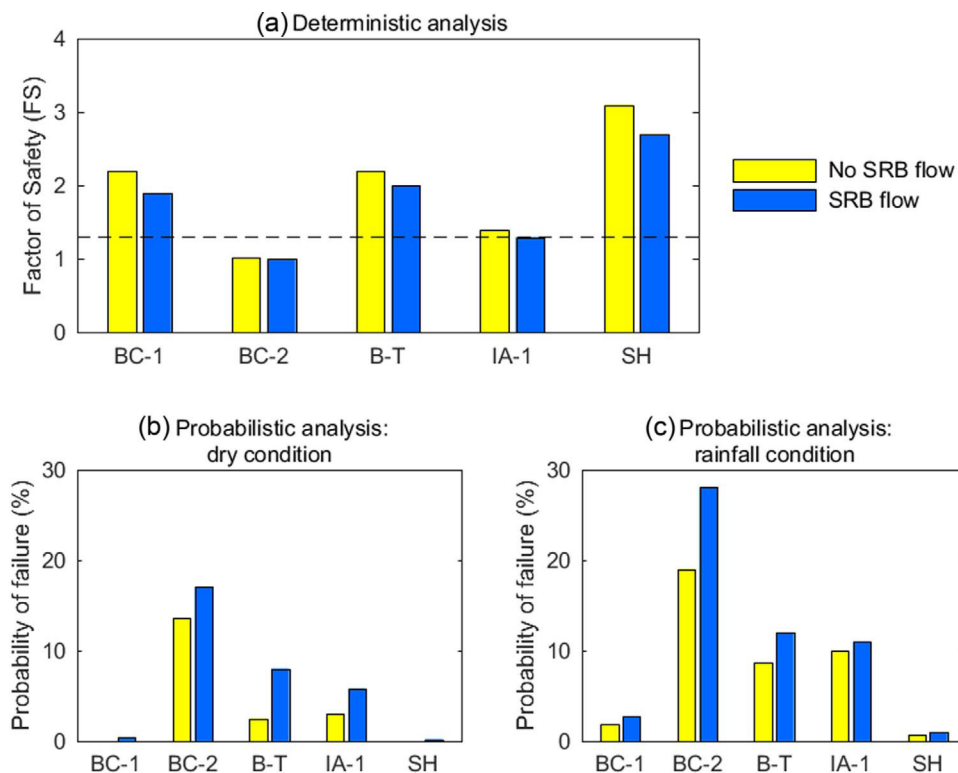 (a) Deterministic analysis
Factor of Safety (FS)
4
3
2
1
0
BC-1 BC-2 B-T IA-1 SH
No SRB flow
SRB flow
(b) Probabilistic analysis:
dry condition
Probability of failure (%)
30
20
10
0
BC-1 BC-2 B-T IA-1 SH
(c) Probabilistic analysis:
rainfall condition
Probability of failure (%)
30
20
10
0
BC-1 BC-2 B-T IA-1 SH